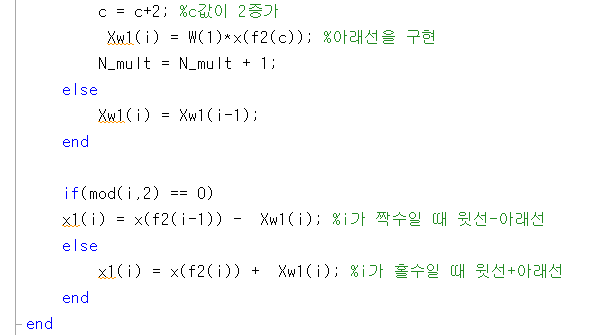 c = c+2; %c값이 2증가
Xw1(i) = W(1)*x(f2(c)); %아래선을 구현
N_mult = N_mult + 1;
else
Xw1(i) = Xw1(i-1);
end
if(mod(i,2) == 0)
x1(i) = x(f2(i-1)) - Xw1(i); %i가 짝수일 때 윗선-아래선
else
x1(i) = x(f2(i)) + Xw1(i); %i가 홀수일 때 윗선+아래선
end
end